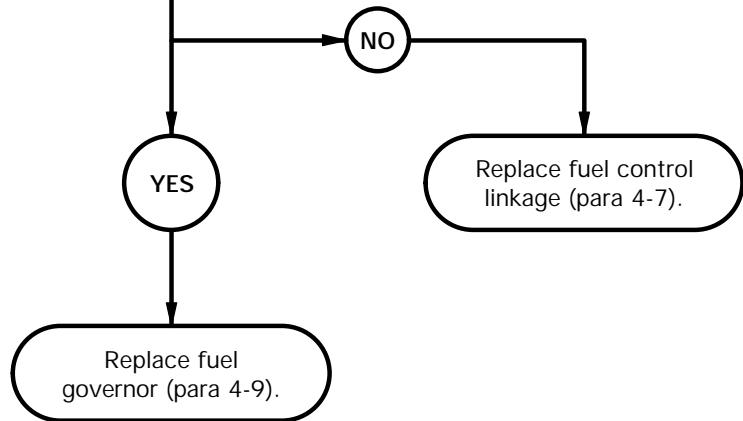 NO
YES
Replace fuel control
linkage (para 4-7).
Replace fuel
governor (para 4-9).